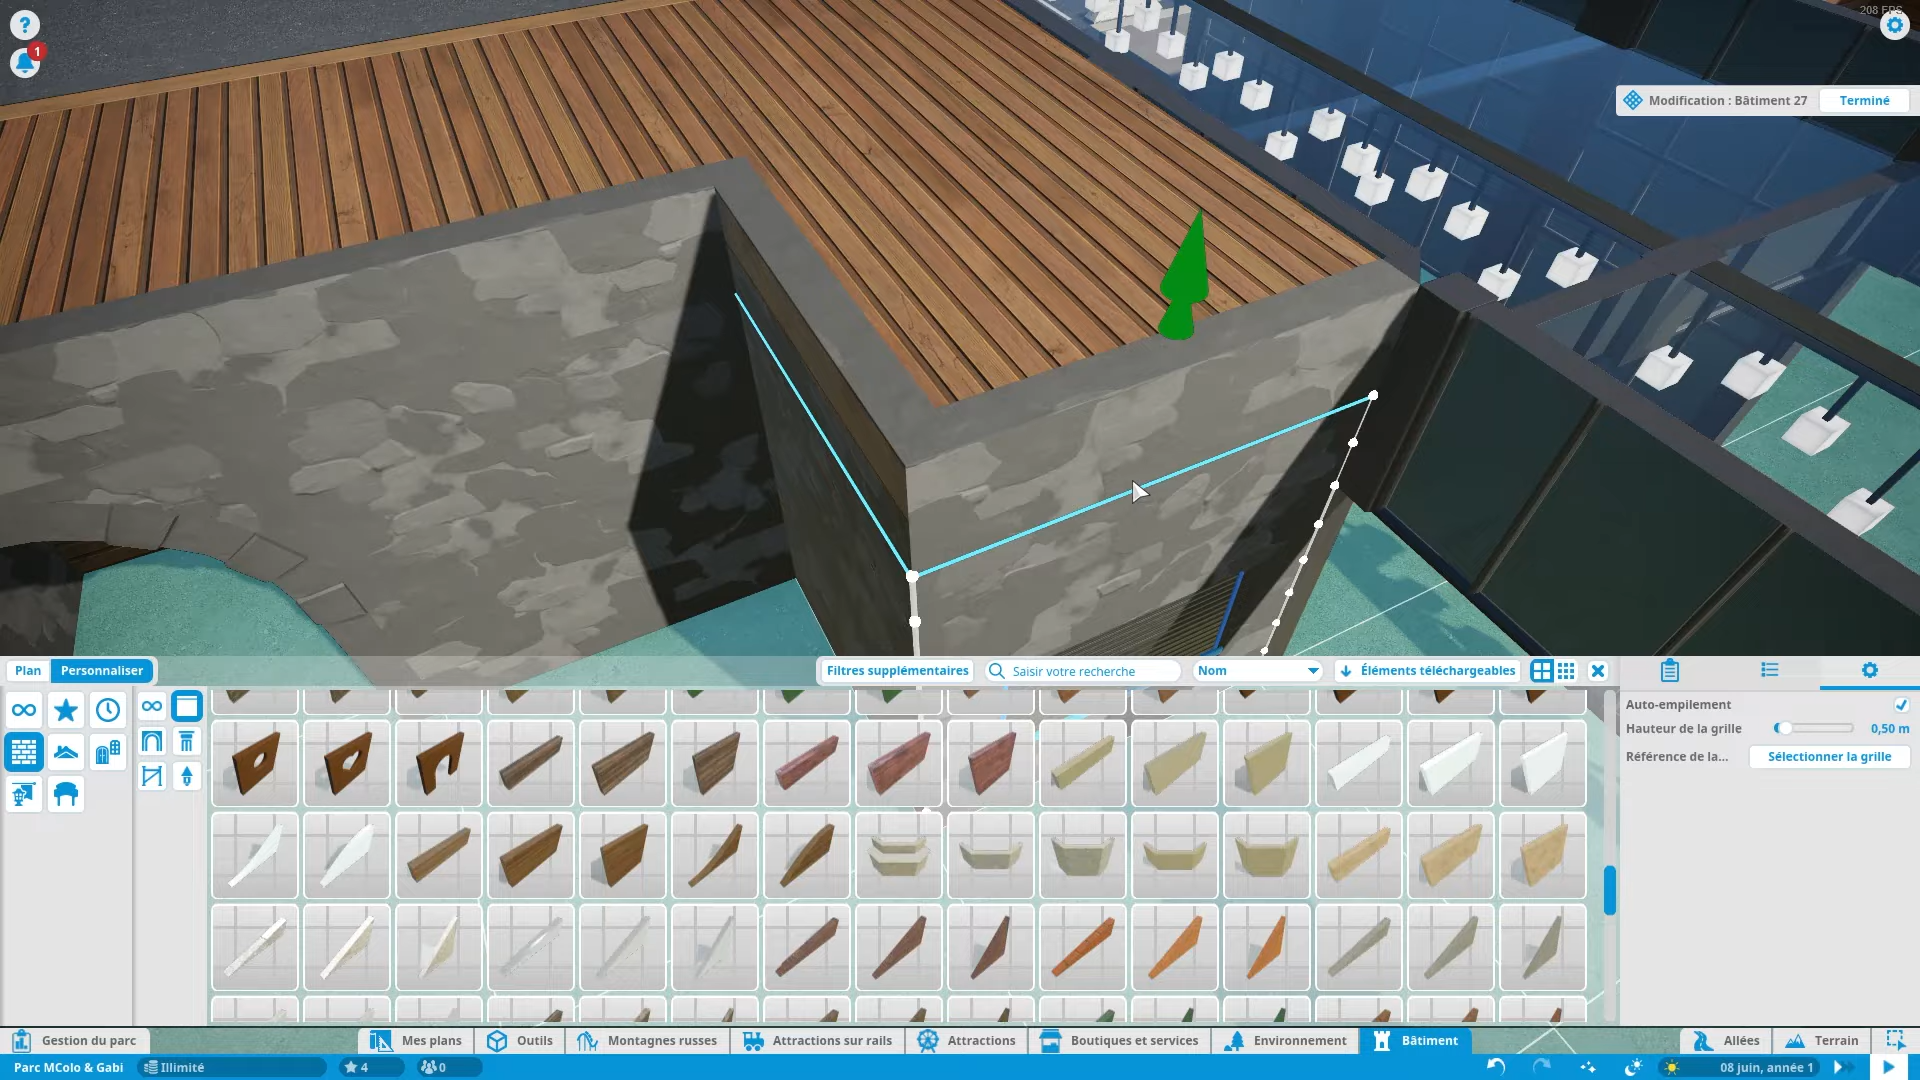 208 FPS
1
Modification : Bâtiment 27
Terminé
Plan
Personnaliser
Filtres supplémentaires
Saisir votre recherche
Nom
Éléments téléchargeables
Auto-empilement
Hauteur de la grille
0,50 m
Référence de la...
Sélectionner la grille
Gestion du parc
Mes plans
Outils
Montagnes russes
Attractions sur rails
Attractions
Boutiques et services
Environnement
Bâtiment
Allées
Terrain
Parc MColo & Gabi
Illimité
4
0
08 juin, année 1